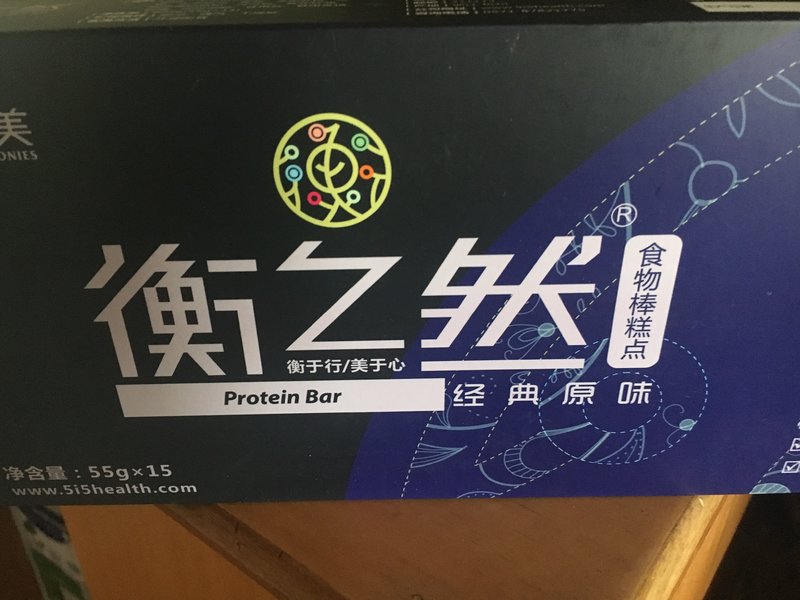 美
ONIES
衡之然®
食物棒糕点
衡于行/美于心
Protein Bar
经典原味
净含量：55g×15
www.5i5health.com